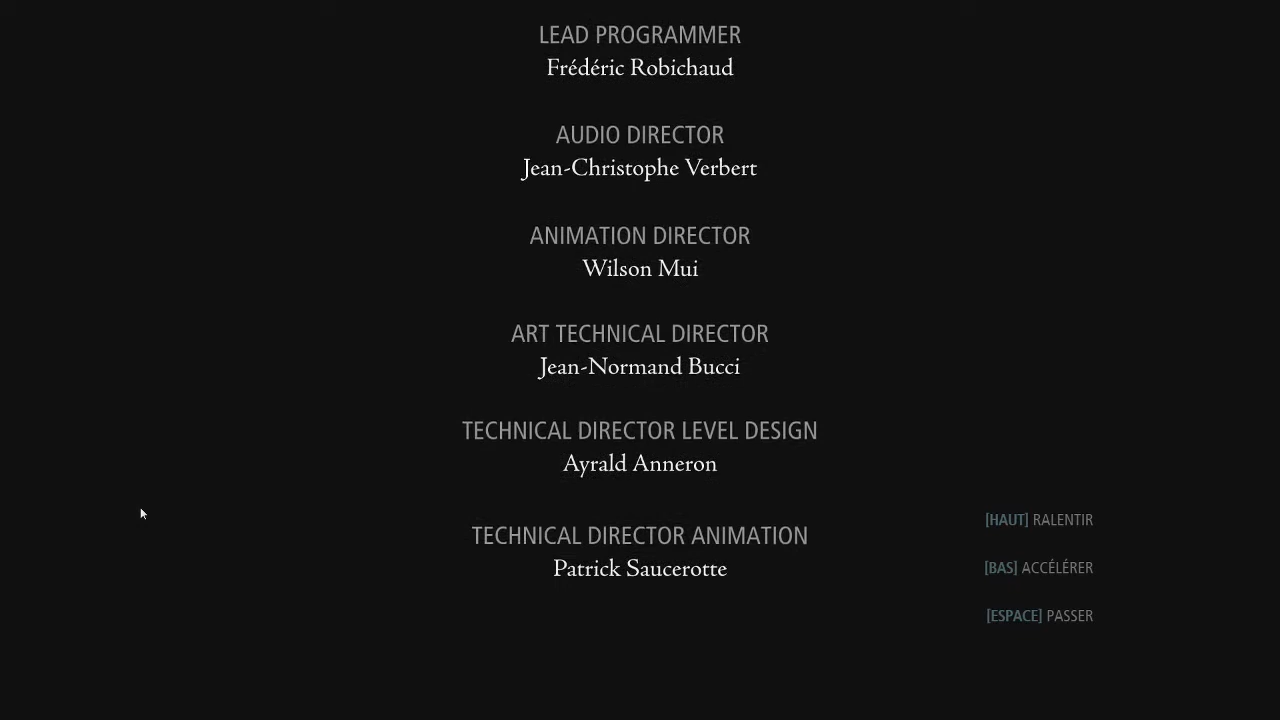 LEAD PROGRAMMER
Frédéric Robichaud
AUDIO DIRECTOR
Jean-Christophe Verbert
ANIMATION DIRECTOR
Wilson Mui
ART TECHNICAL DIRECTOR
Jean-Normand Bucci
TECHNICAL DIRECTOR LEVEL DESIGN
Ayrald Anneron
TECHNICAL DIRECTOR ANIMATION
Patrick Saucerotte
[HAUT] RALENTIR
[BAS] ACCÉLÉRER
[ESPACE] PASSER